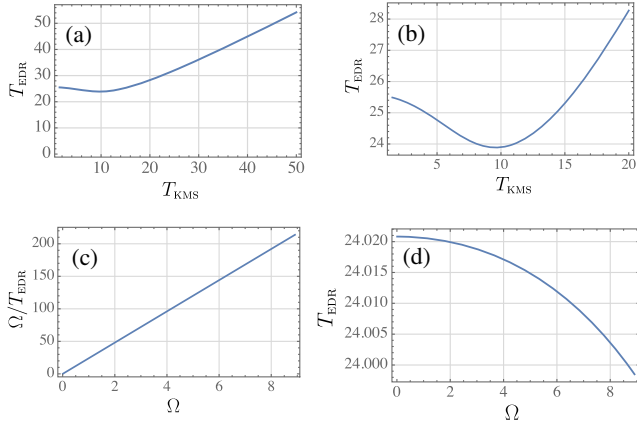 (a)
50
40
30
20
10
0
10 20 30 40 50
T_EDR
T_KMS
(b)
28
27
26
25
24
5 10 15 20
T_EDR
T_KMS
(c)
200
150
100
50
0
0 2 4 6 8
Ω/T_EDR
Ω
(d)
24.020
24.015
24.010
24.005
24.000
0 2 4 6 8
T_EDR
Ω